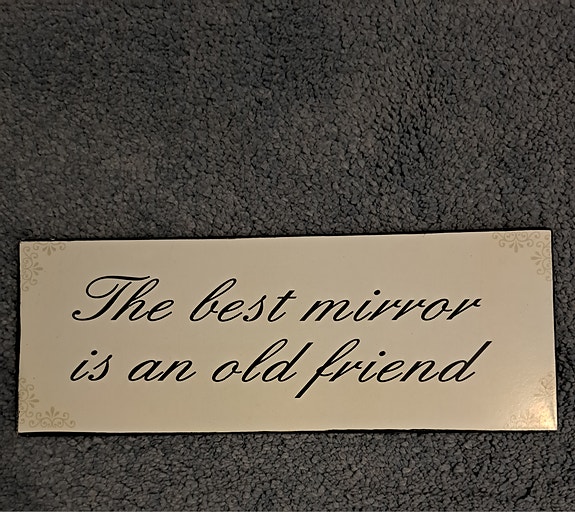 The best mirror
is an old friend